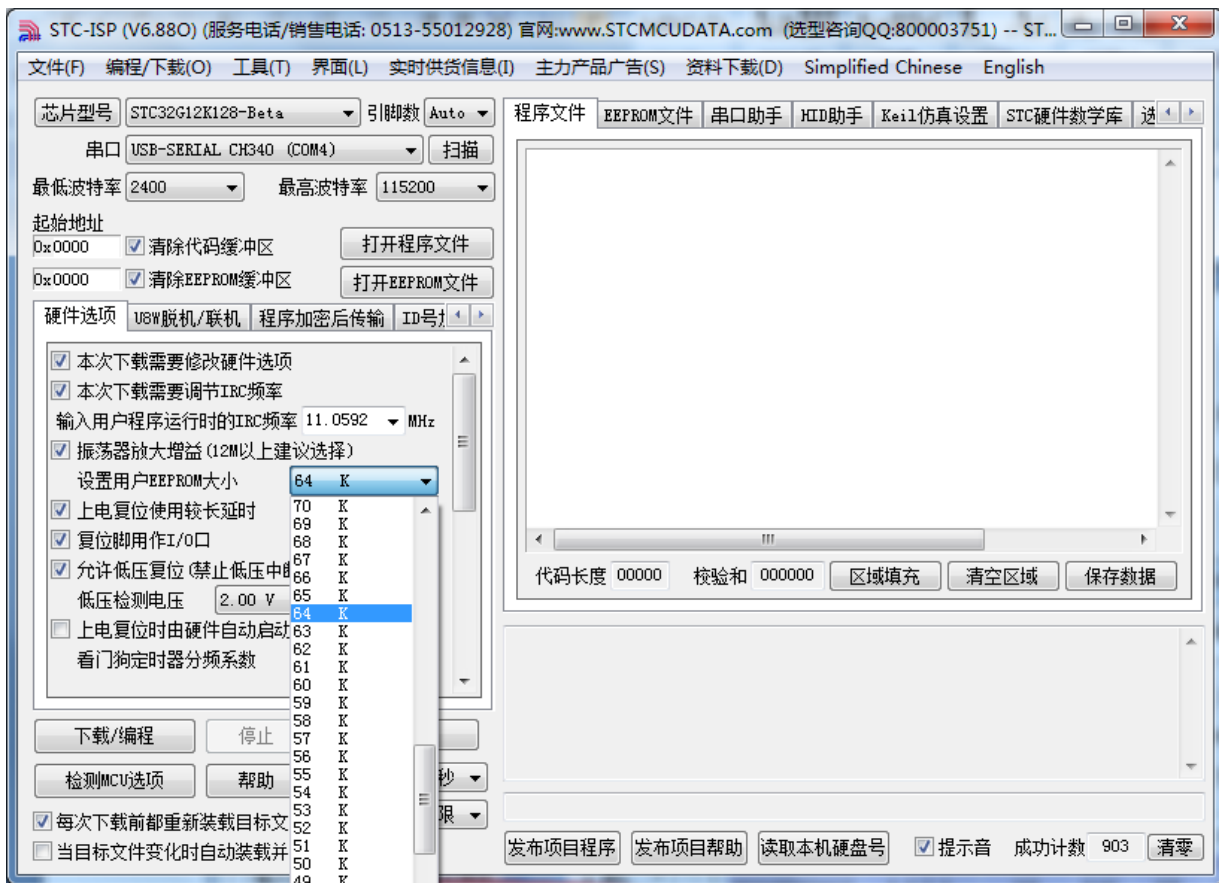 STC-ISP (V6.88O) (服务电话/销售电话: 0513-55012928) 官网:www.STCMCUDATA.com (选型咨询QQ:800003751) -- ST...
文件(F) 编程/下载(O) 工具(T) 界面(L) 实时供货信息(I) 主力产品广告(S) 资料下载(D) Simplified Chinese English
芯片型号 STC32G12K128-Beta 引脚数 Auto
串口 USB-SERIAL CH340 (COM4) 扫描
最低波特率 2400 最高波特率 115200
起始地址
0x0000 清除代码缓冲区 打开程序文件
0x0000 清除EEPROM缓冲区 打开EEPROM文件
硬件选项 U8W脱机/联机 程序加密后传输 ID号
本次下载需要修改硬件选项
本次下载需要调节IRC频率
输入用户程序运行时的IRC频率 11.0592 MHz
振荡器放大增益(12M以上建议选择)
设置用户EEPROM大小 64 K
上电复位使用较长延时
复位脚用作I/O口
允许低压复位(禁止低压中
低压检测电压 2.00 V
上电复位时由硬件自动启动
看门狗定时器分频系数
70 K
69 K
68 K
67 K
66 K
65 K
64 K
63 K
62 K
61 K
60 K
59 K
58 K
57 K
56 K
55 K
54 K
53 K
52 K
51 K
50 K
49 K
下载/编程 停止
检测MCU选项 帮助 秒
每次下载前都重新装载目标文
当目标文件变化时自动装载并
程序文件 EEPROM文件 串口助手 HID助手 Keil仿真设置 STC硬件数学库 选
代码长度 00000 校验和 000000 区域填充 清空区域 保存数据
发布项目程序 发布项目帮助 读取本机硬盘号 提示音 成功计数 903 清零